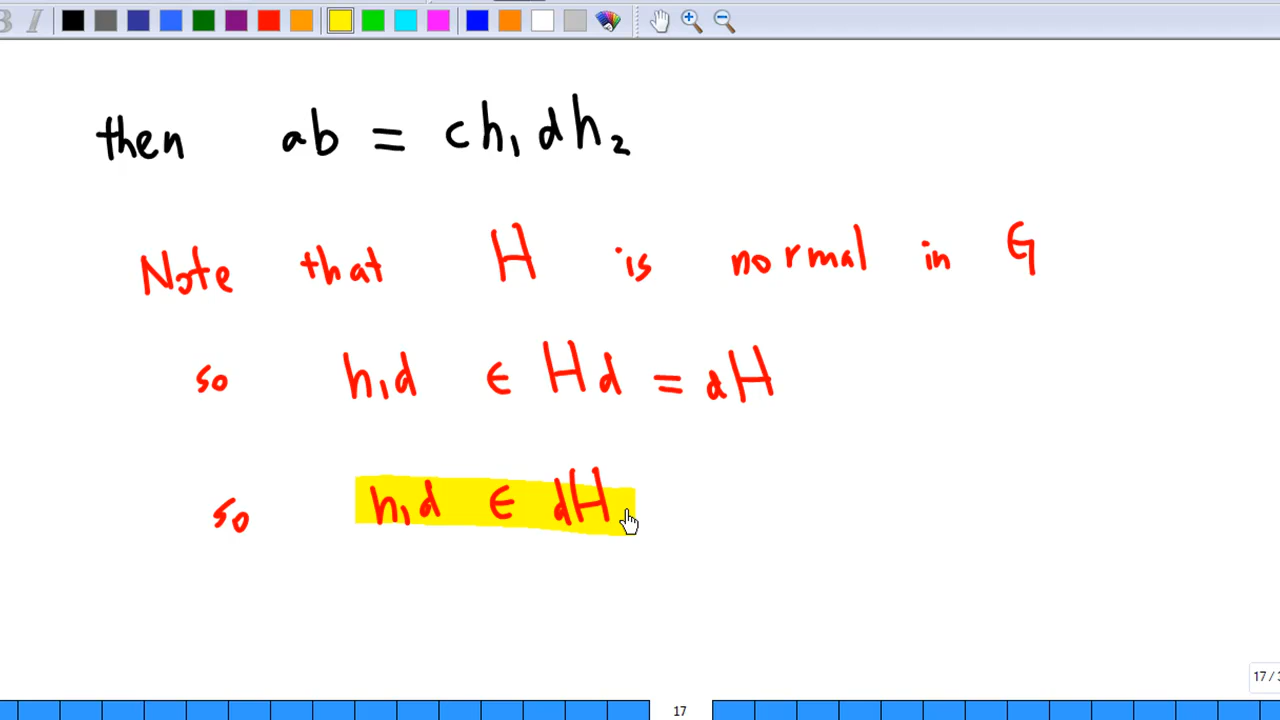 then ab = ch₁dh₂
Note that H is normal in G
so h₁d ∈ Hd = dH
so h₁d ∈ dH
17/3
17